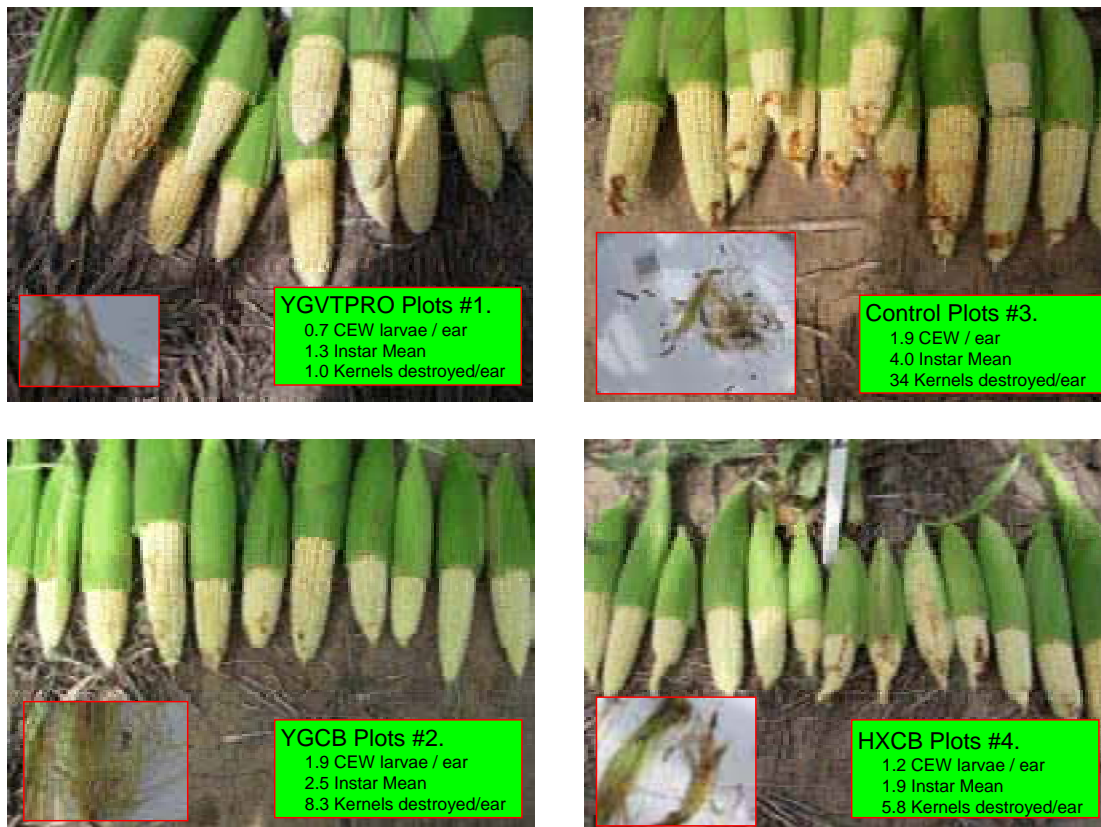 YGVTPRO Plots #1.
0.7 CEW larvae / ear
1.3 Instar Mean
1.0 Kernels destroyed/ear
Control Plots #3.
1.9 CEW / ear
4.0 Instar Mean
34 Kernels destroyed/ear
YGCB Plots #2.
1.9 CEW larvae / ear
2.5 Instar Mean
8.3 Kernels destroyed/ear
HXCB Plots #4.
1.2 CEW larvae / ear
1.9 Instar Mean
5.8 Kernels destroyed/ear